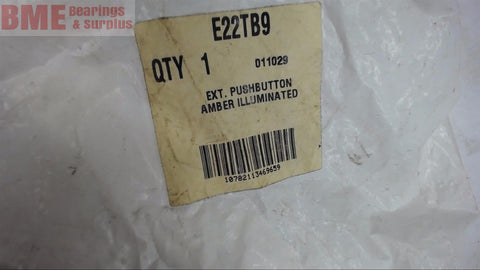 BME Bearings
& Surplus
E22TB9
QTY 1 011029
EXT. PUSHBUTTON
AMBER ILLUMINATED
10782113469659